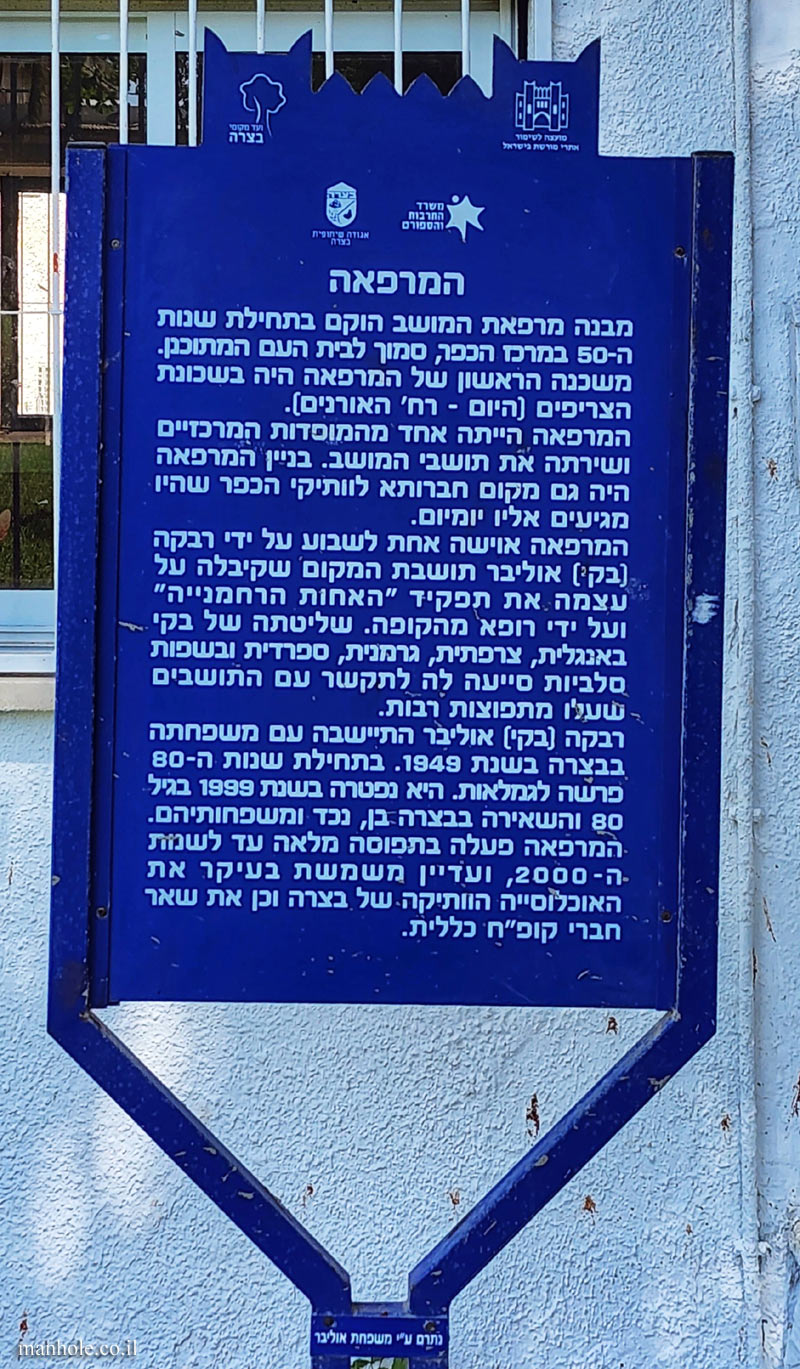 ועד מקומי
בצרה
מועצה לשימור
אתרי מורשת בישראל
אגודה שיתופית
בצרה
משרד
התרבות
והספורט
המרפאה
מבנה מרפאת המושב הוקם בתחילת שנות
ה-50 במרכז הכפר, סמוך לבית העם המתוכנן.
משכנה הראשון של המרפאה היה בשכונת
הצריפים (היום - רח' האורנים).
המרפאה הייתה אחד מהמוסדות המרכזיים
ושירתה את תושבי המושב. בניין המרפאה
היה גם מקום חברותא לוותיקי הכפר שהיו
מגיעים אליו יומיום.
המרפאה אוישה אחת לשבוע על ידי רבקה
(בקי) אוליבר תושבת המקום שקיבלה על
עצמה את תפקיד "האחות הרחמנייה"
ועל ידי רופא מהקופה. שליטתה של בקי
באנגלית, צרפתית, גרמנית, ספרדית ובשפות
סלביות סייעה לה לתקשר עם התושבים
שעלו מתפוצות רבות.
רבקה (בקי) אוליבר התיישבה עם משפחתה
בבצרה בשנת 1949. בתחילת שנות ה-80
פרשה לגמלאות. היא נפטרה בשנת 1999 בגיל
80 והשאירה בבצרה בן, נכד ומשפחותיהם.
המרפאה פעלה בתפוסה מלאה עד לשנות
ה-2000, ועדיין משמשת בעיקר את
האוכלוסייה הוותיקה של בצרה וכן את שאר
חברי קופ"ח כללית.
נתרם ע"י משפחת אוליבר
manhole.co.il